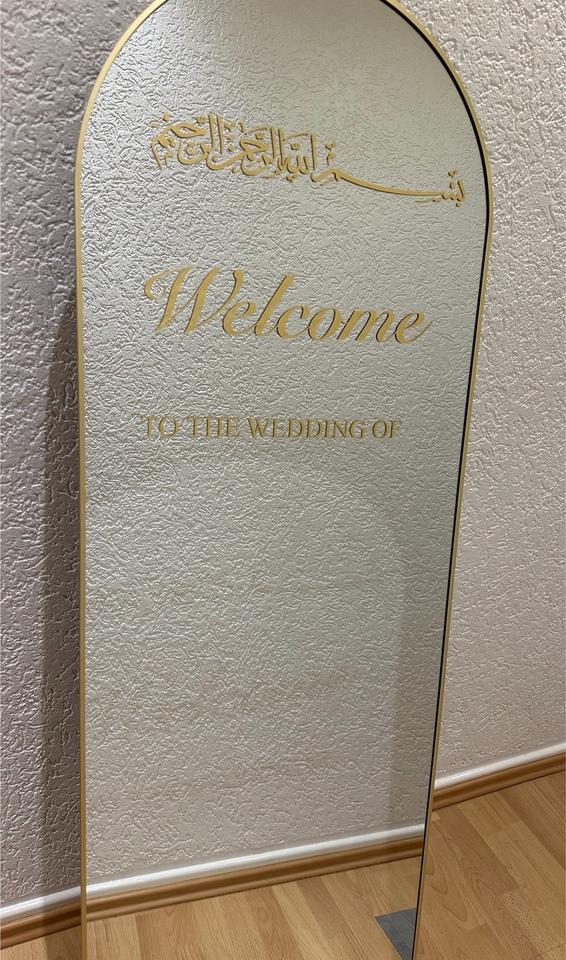 بسم الله الرحمن الرحيم
Welcome
TO THE WEDDING OF